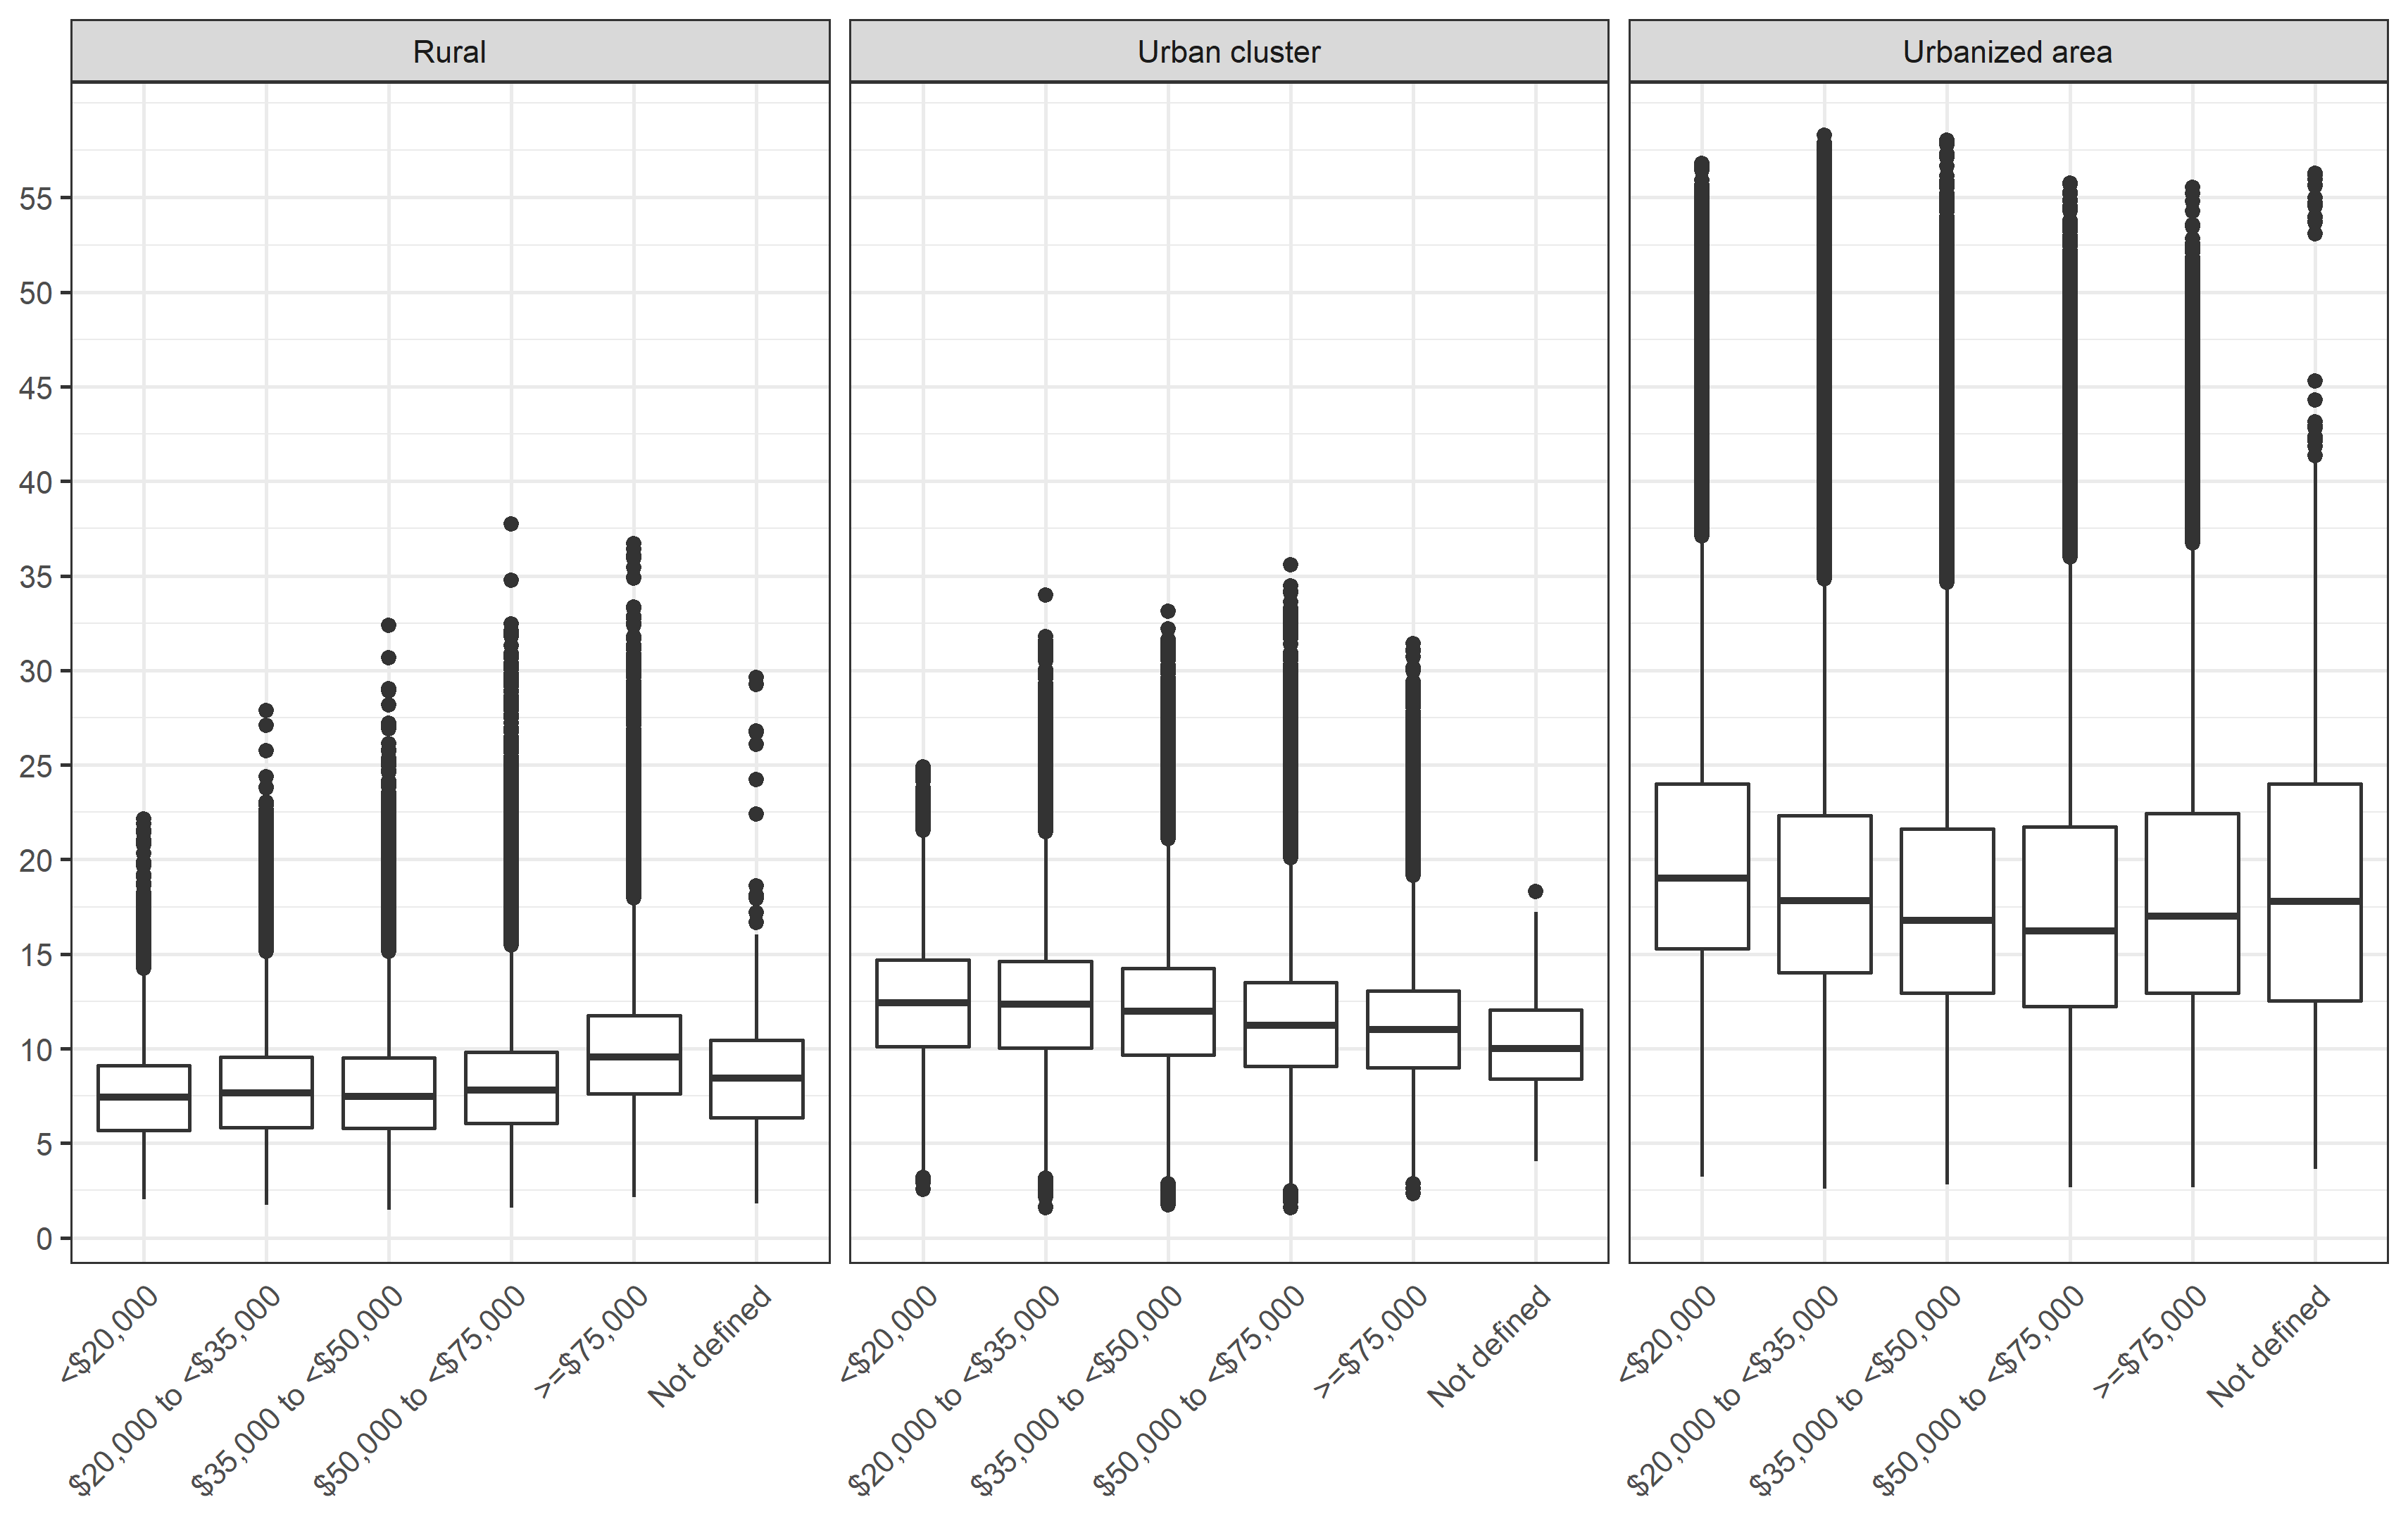 Rural
Urban cluster
Urbanized area
55
50
45
40
35
30
25
20
15
10
5
0
<$20,000
$20,000 to <$35,000
$35,000 to <$50,000
$50,000 to <$75,000
>=$75,000
Not defined
<$20,000
$20,000 to <$35,000
$35,000 to <$50,000
$50,000 to <$75,000
>=$75,000
Not defined
<$20,000
$20,000 to <$35,000
$35,000 to <$50,000
$50,000 to <$75,000
>=$75,000
Not defined